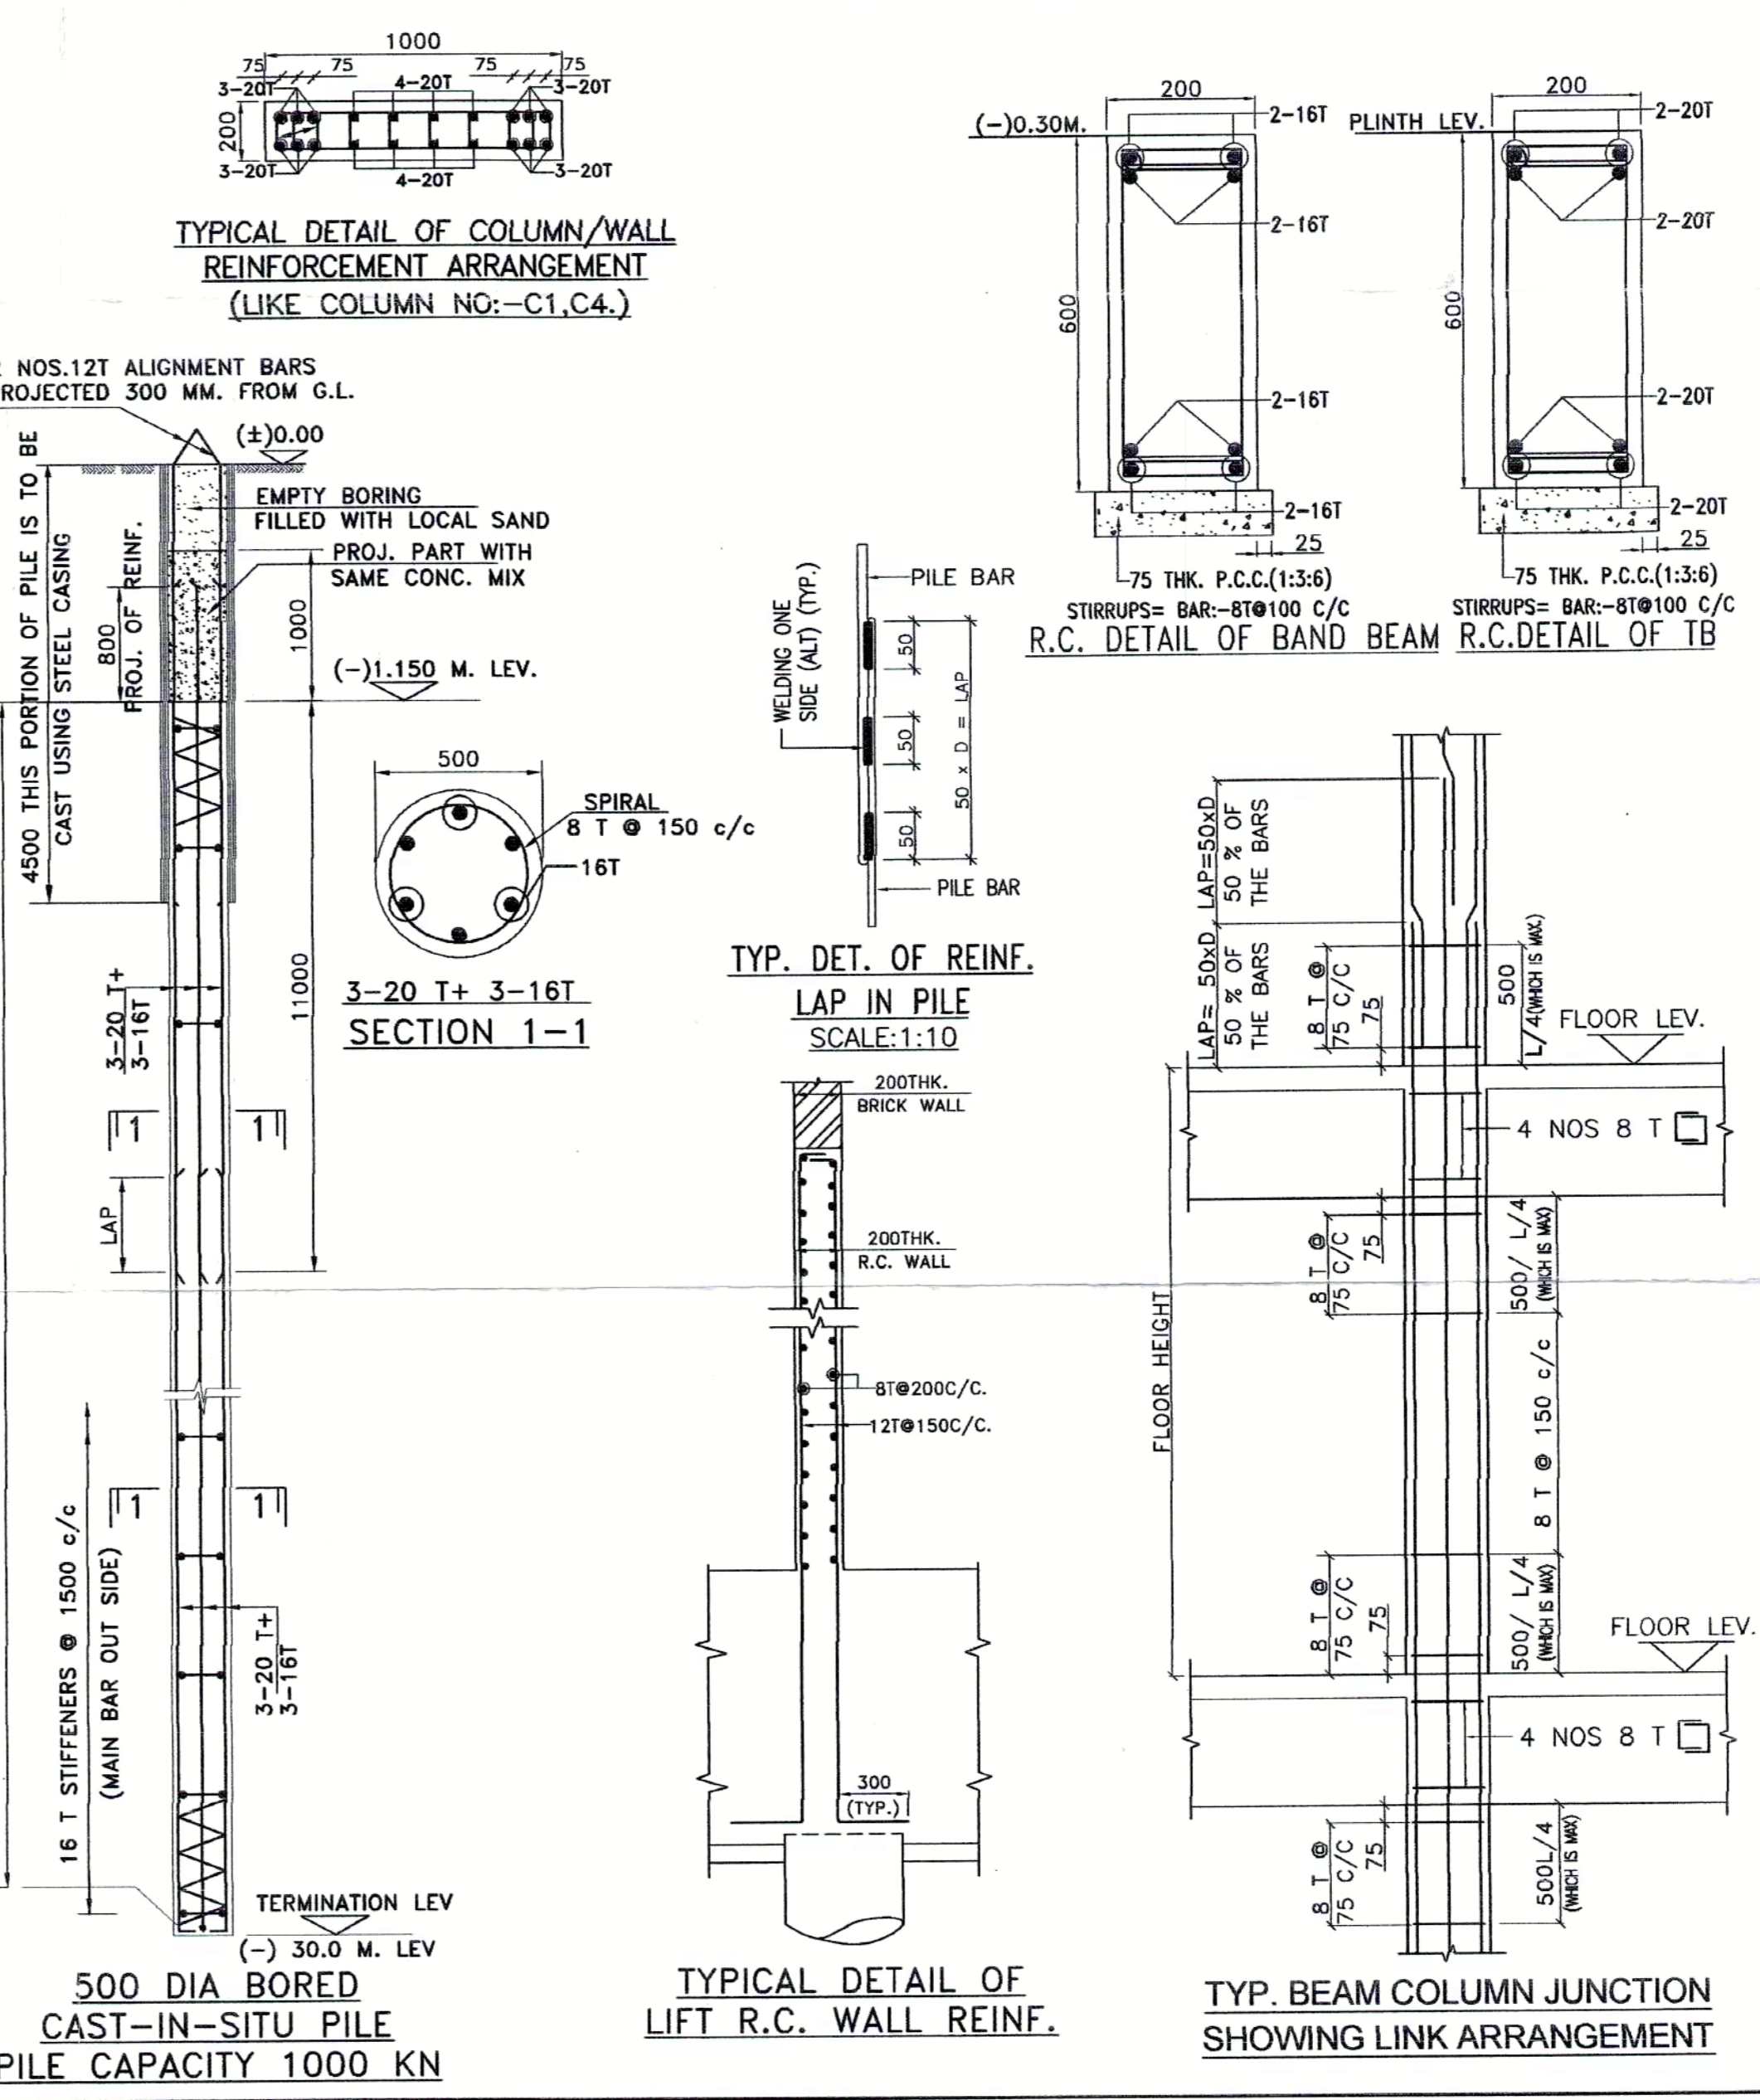 1000
75
75
75
75
3-20T
4-20T
3-20T
200
3-20T
4-20T
3-20T
TYPICAL DETAIL OF COLUMN/WALL
REINFORCEMENT ARRANGEMENT
(LIKE COLUMN NO:-C1,C4.)
NOS.12T ALIGNMENT BARS
ROJECTED 300 MM. FROM G.L.
(±)0.00
4500 THIS PORTION OF PILE IS TO BE
CAST USING STEEL CASING
EMPTY BORING
FILLED WITH LOCAL SAND
PROJ. PART WITH
SAME CONC. MIX
800
PROJ. OF REINF.
1000
(-)1.150 M. LEV.
11000
3-20 T+
3-16T
1
1
LAP
1
1
16 T STIFFENERS @ 1500 c/c
(MAIN BAR OUT SIDE)
3-20 T+
3-16T
TERMINATION LEV
(-) 30.0 M. LEV
500 DIA BORED
CAST-IN-SITU PILE
PILE CAPACITY 1000 KN
500
SPIRAL
8 T @ 150 c/c
16T
3-20 T+ 3-16T
SECTION 1-1
PILE BAR
WELDING ONE
SIDE (ALT) (TYP.)
50
50
50
50 x D = LAP
PILE BAR
TYP. DET. OF REINF.
LAP IN PILE
SCALE:1:10
200THK.
BRICK WALL
200THK.
R.C. WALL
8T@200C/C.
12T@150C/C.
300
(TYP.)
TYPICAL DETAIL OF
LIFT R.C. WALL REINF.
200
(-)0.30M.
2-16T
2-16T
600
2-16T
2-16T
25
75 THK. P.C.C.(1:3:6)
STIRRUPS= BAR:-8T@100 C/C
R.C. DETAIL OF BAND BEAM
200
PLINTH LEV.
2-20T
2-20T
600
2-20T
2-20T
25
75 THK. P.C.C.(1:3:6)
STIRRUPS= BAR:-8T@100 C/C
R.C.DETAIL OF TB
LAP=50xD
50 % OF
THE BARS
LAP= 50xD
50 % OF
THE BARS
8 T @
75 C/C
75
500
L/4(WHICH IS MAX.)
FLOOR LEV.
4 NOS 8 T
8 T @
75 C/C
75
500/ L/4
(WHICH IS MAX)
FLOOR HEIGHT
8 T @ 150 c/c
8 T @
75 C/C
75
500/ L/4
(WHICH IS MAX)
FLOOR LEV.
4 NOS 8 T
8 T @
75 C/C
75
500L/4
(WHICH IS MAX)
TYP. BEAM COLUMN JUNCTION
SHOWING LINK ARRANGEMENT